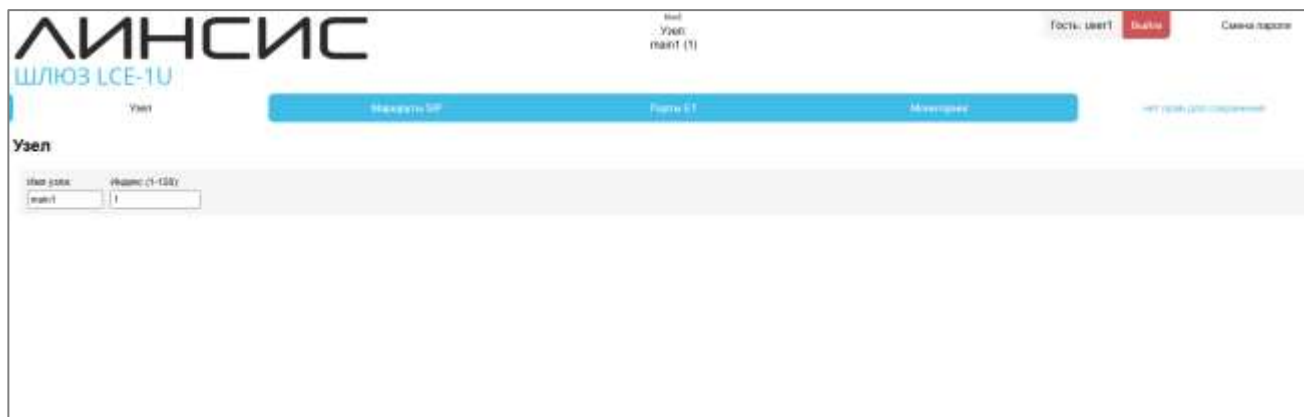 ЛИНСИС
ШЛЮЗ LCE-1U
Узел:
main1 (1)
Гость: user1
Выйти
Смена пароля
Узел
Маршруты SIP
Порты E1
Мониторинг
нет прав для сохранения
Узел
Имя узла:
Индекс (1-128):
main1
1